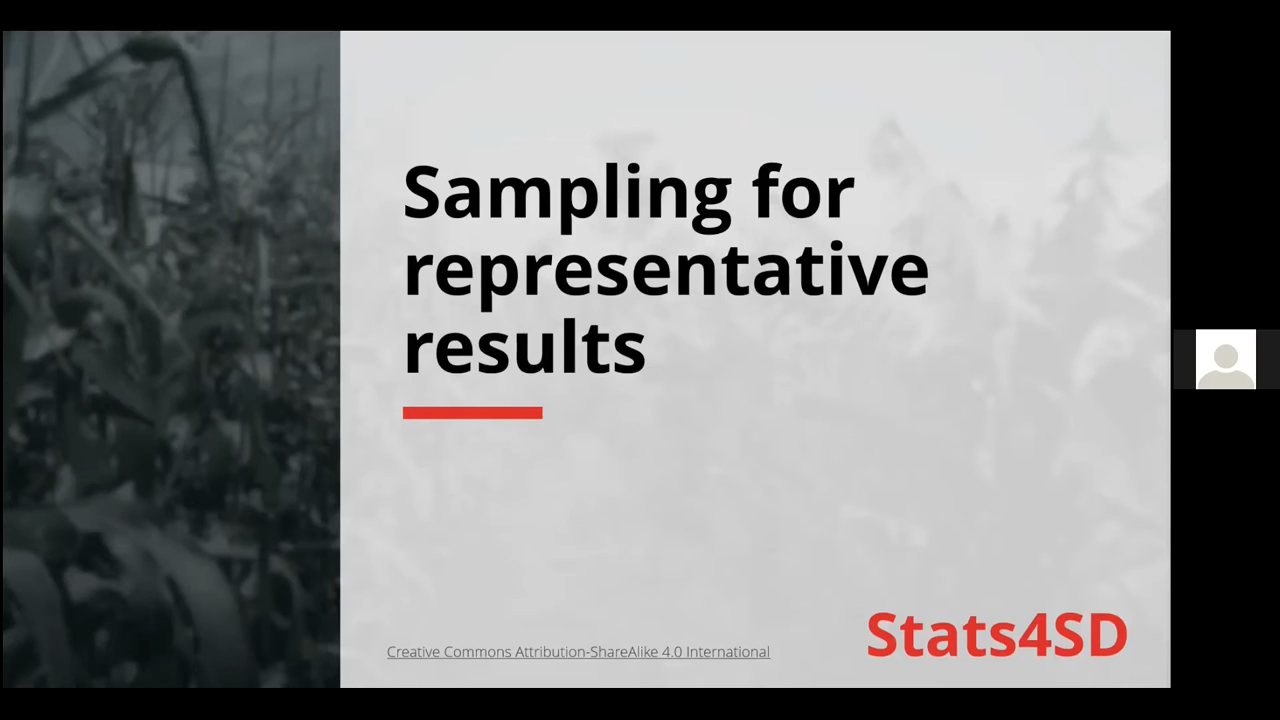 Sampling for
representative
results
Creative Commons Attribution-ShareAlike 4.0 International
Stats4SD